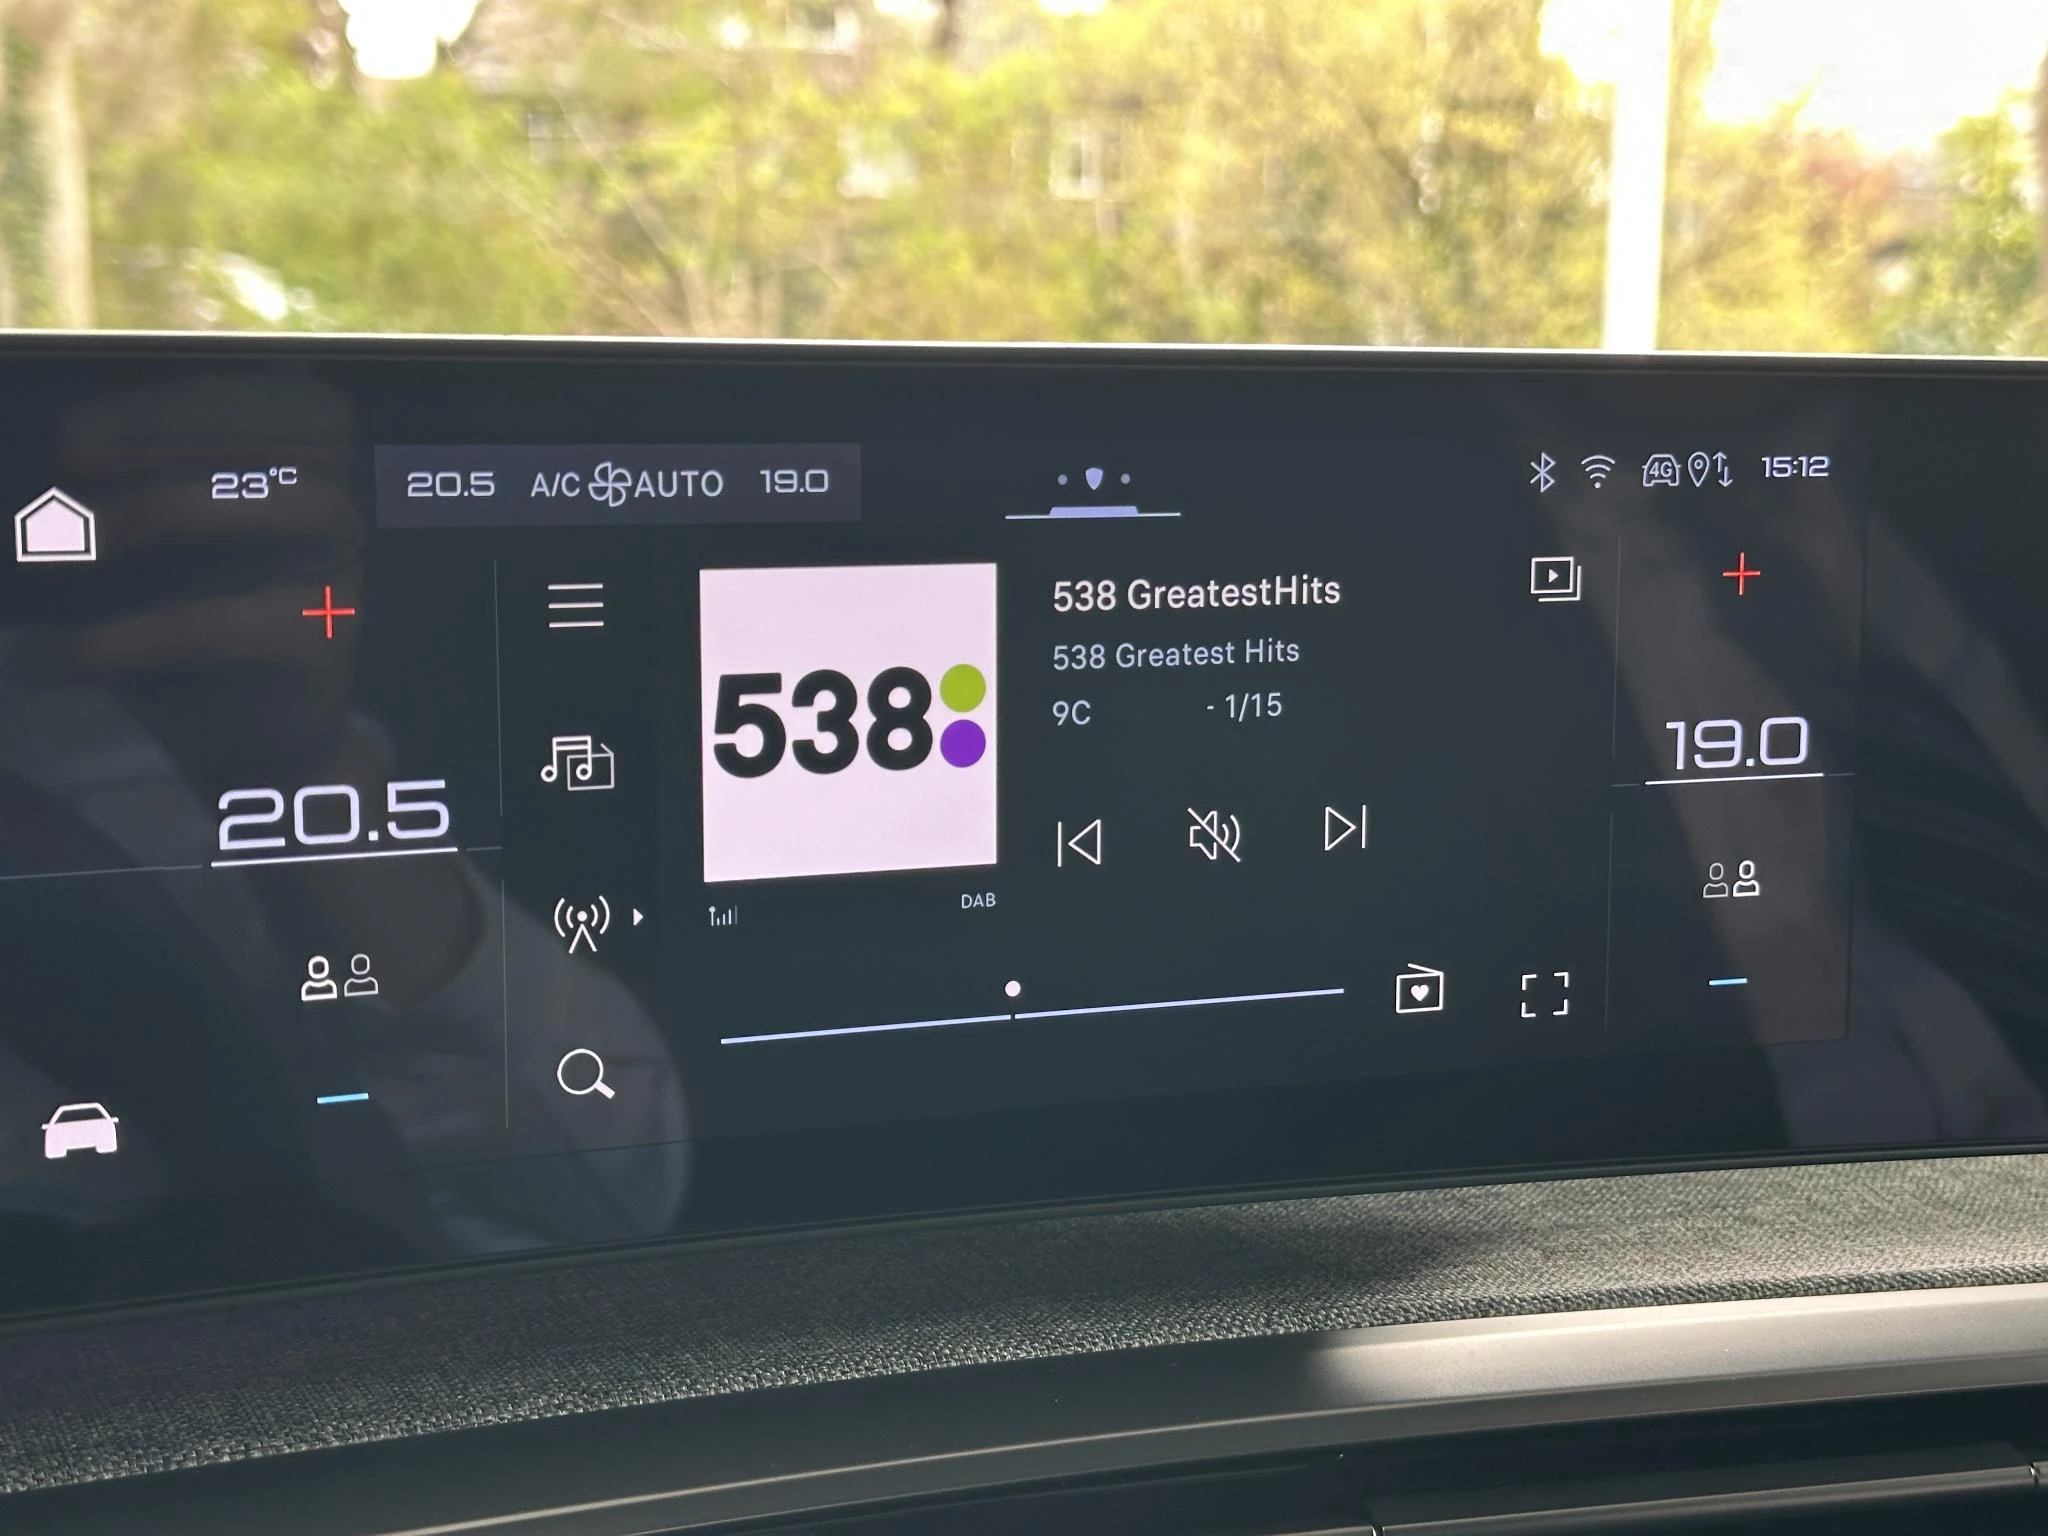 23°C
20.5 A/C AUTO 19.0
4G 15:12
20.5
538
DAB
538 GreatestHits
538 Greatest Hits
9C - 1/15
19.0